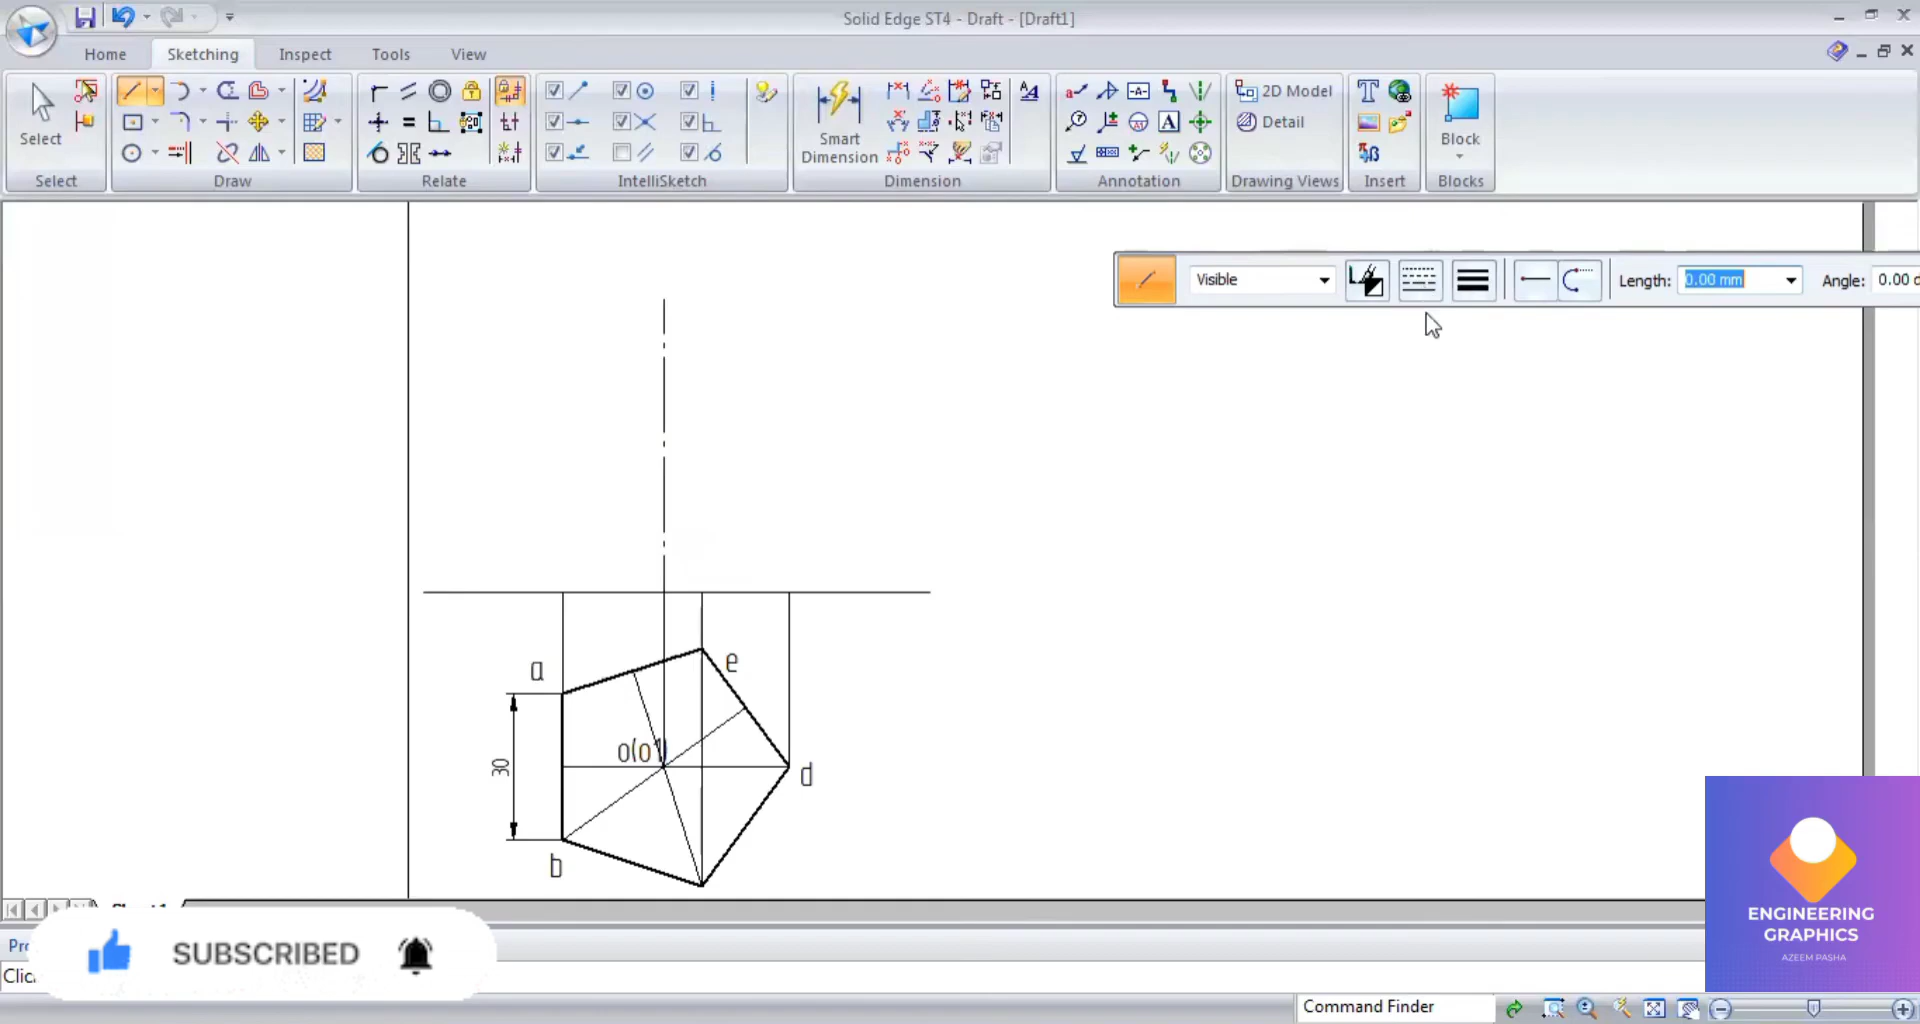 Solid Edge ST4 - Draft - [Draft1]
Home Sketching Inspect Tools View
Select
Smart Dimension
2D Model
Detail
Block
Select Draw Relate IntelliSketch Dimension Annotation Drawing Views Insert Blocks
Visible Length: 0.00 mm Angle: 0.00 d
a
e
o(o1)
30
d
b
SUBSCRIBED
ENGINEERING
GRAPHICS
AZEEM PASHA
Command Finder